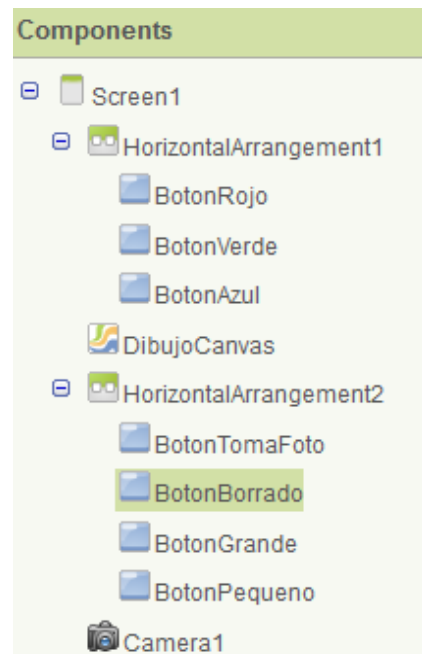 Components
Screen1
HorizontalArrangement1
BotonRojo
BotonVerde
BotonAzul
DibujoCanvas
HorizontalArrangement2
BotonTomaFoto
BotonBorrado
BotonGrande
BotonPequeno
Camera1